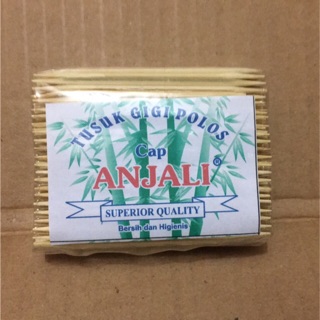 TUSUK GIGI POLOS
Cap
ANJALI®
SUPERIOR QUALITY
Bersih dan Higienis